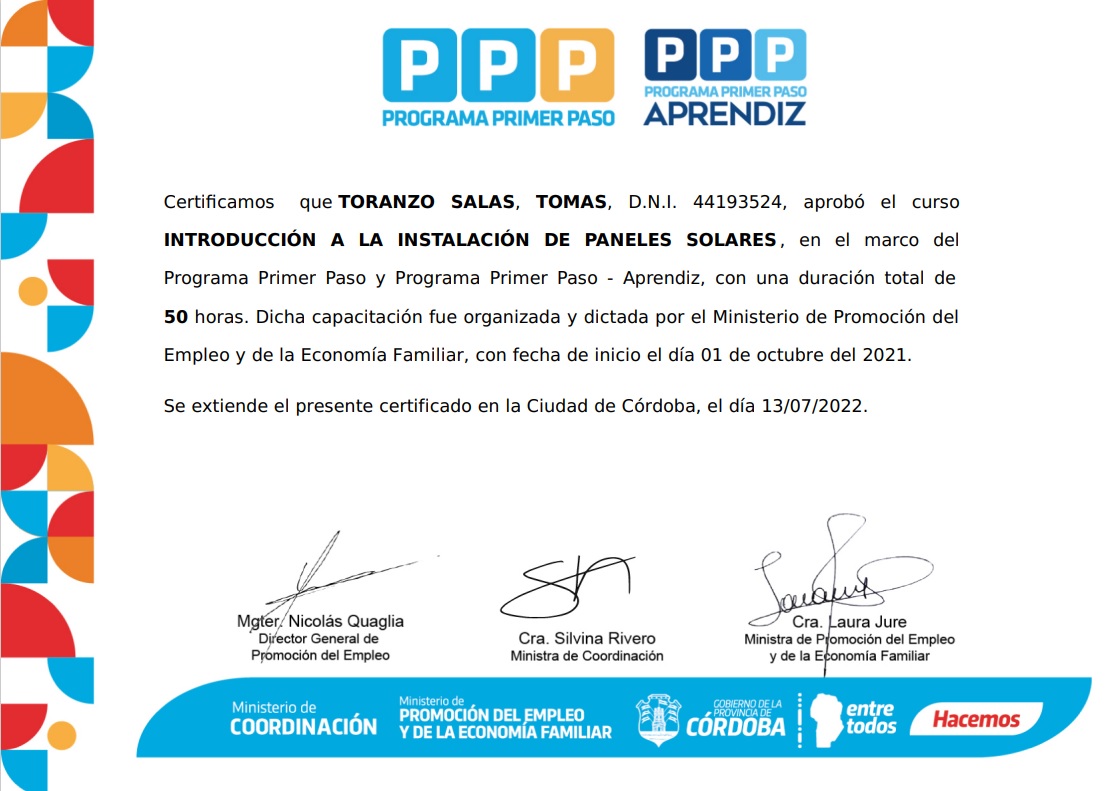 PPP
PROGRAMA PRIMER PASO
PPP
PROGRAMA PRIMER PASO
APRENDIZ
Certificamos que TORANZO SALAS, TOMAS, D.N.I. 44193524, aprobó el curso
INTRODUCCIÓN A LA INSTALACIÓN DE PANELES SOLARES, en el marco del
Programa Primer Paso y Programa Primer Paso - Aprendiz, con una duración total de
50 horas. Dicha capacitación fue organizada y dictada por el Ministerio de Promoción del
Empleo y de la Economía Familiar, con fecha de inicio el día 01 de octubre del 2021.
Se extiende el presente certificado en la Ciudad de Córdoba, el día 13/07/2022.
Mgter. Nicolás Quaglia
Director General de
Promoción del Empleo
Cra. Silvina Rivero
Ministra de Coordinación
Cra. Laura Jure
Ministra de Promoción del Empleo
y de la Economía Familiar
Ministerio de
COORDINACIÓN
Ministerio de
PROMOCIÓN DEL EMPLEO
Y DE LA ECONOMÍA FAMILIAR
GOBIERNO DE LA
PROVINCIA DE
CÓRDOBA
entre
todos
Hacemos